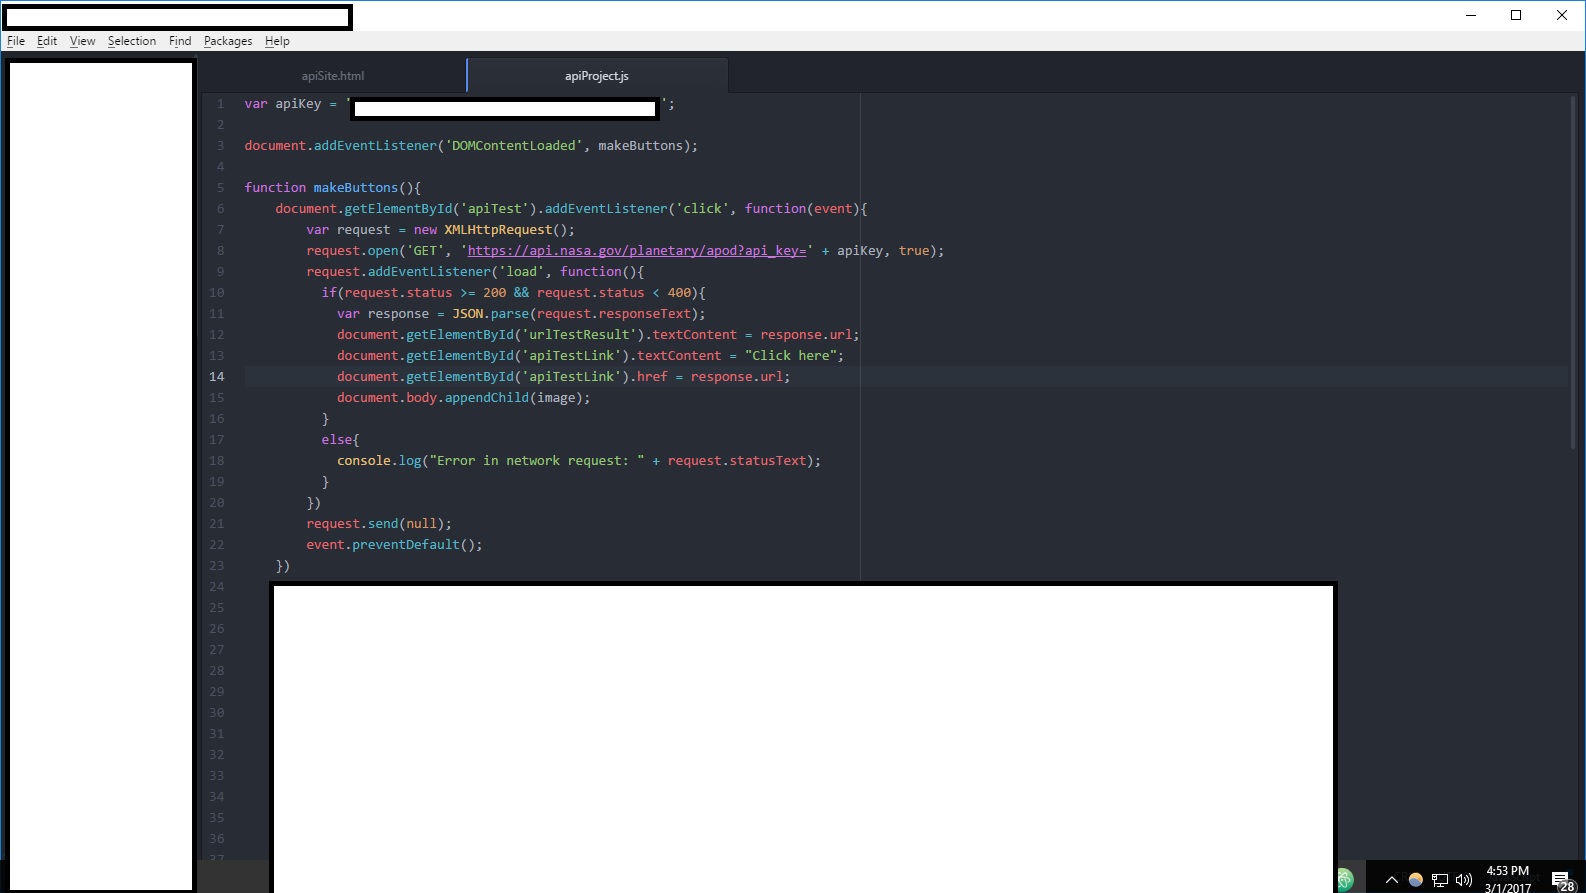 File Edit View Selection Find Packages Help
apiSite.html apiProject.js
1 var apiKey = ' ';
2
3 document.addEventListener('DOMContentLoaded', makeButtons);
4
5 function makeButtons(){
6 document.getElementById('apiTest').addEventListener('click', function(event){
7 var request = new XMLHttpRequest();
8 request.open('GET', 'https://api.nasa.gov/planetary/apod?api_key=' + apiKey, true);
9 request.addEventListener('load', function(){
10 if(request.status >= 200 && request.status < 400){
11 var response = JSON.parse(request.responseText);
12 document.getElementById('urlTestResult').textContent = response.url;
13 document.getElementById('apiTestLink').textContent = "Click here";
14 document.getElementById('apiTestLink').href = response.url;
15 document.body.appendChild(image);
16 }
17 else{
18 console.log("Error in network request: " + request.statusText);
19 }
20 })
21 request.send(null);
22 event.preventDefault();
23 })
24
25
26
27
28
29
30
31
32
33
34
35
36
37
4:53 PM
3/1/2017
28